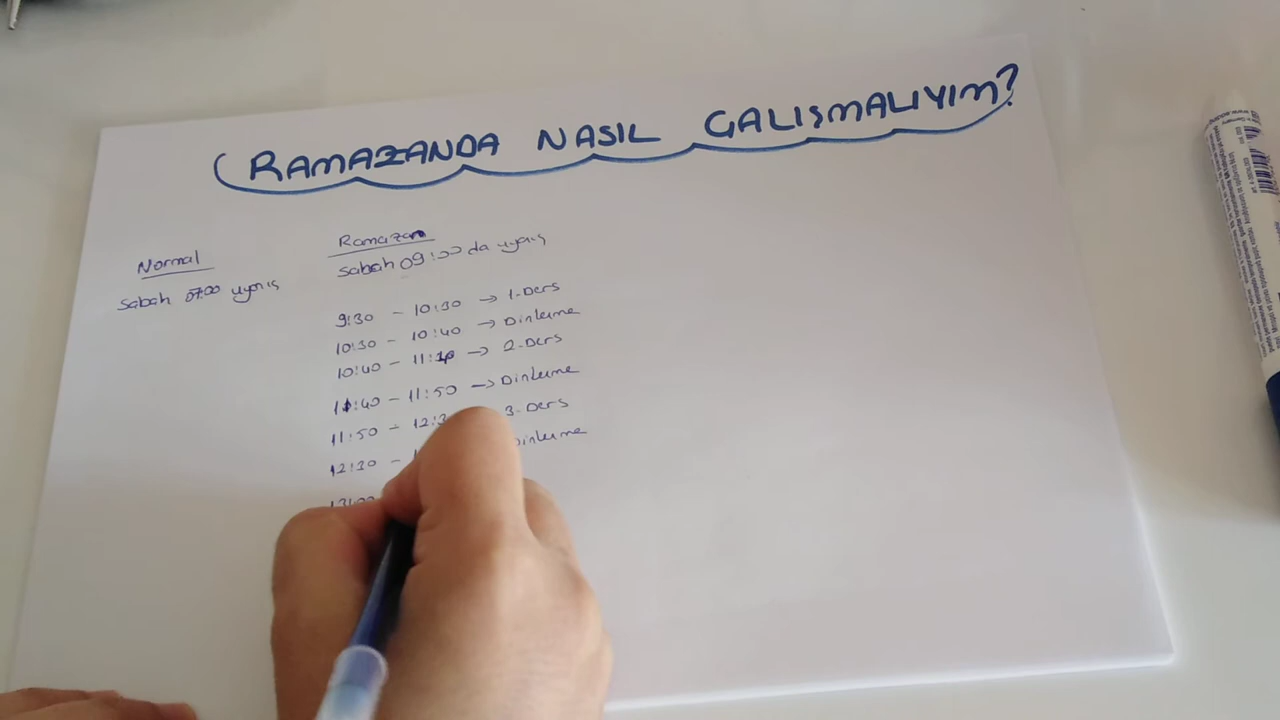 RAMAZANDA NASIL ÇALIŞMALIYIM?
Normal
Sabah 07:00 uyanış
Ramazan
Sabah 09:00 da uyanış
9:30 - 10:30 → 1.Ders
10:30 - 10:40 → Dinlenme
10:40 - 11:40 → 2.Ders
11:40 - 11:50 → Dinlenme
11:50 - 12:3 3.Ders
12:30 - Dinlenme